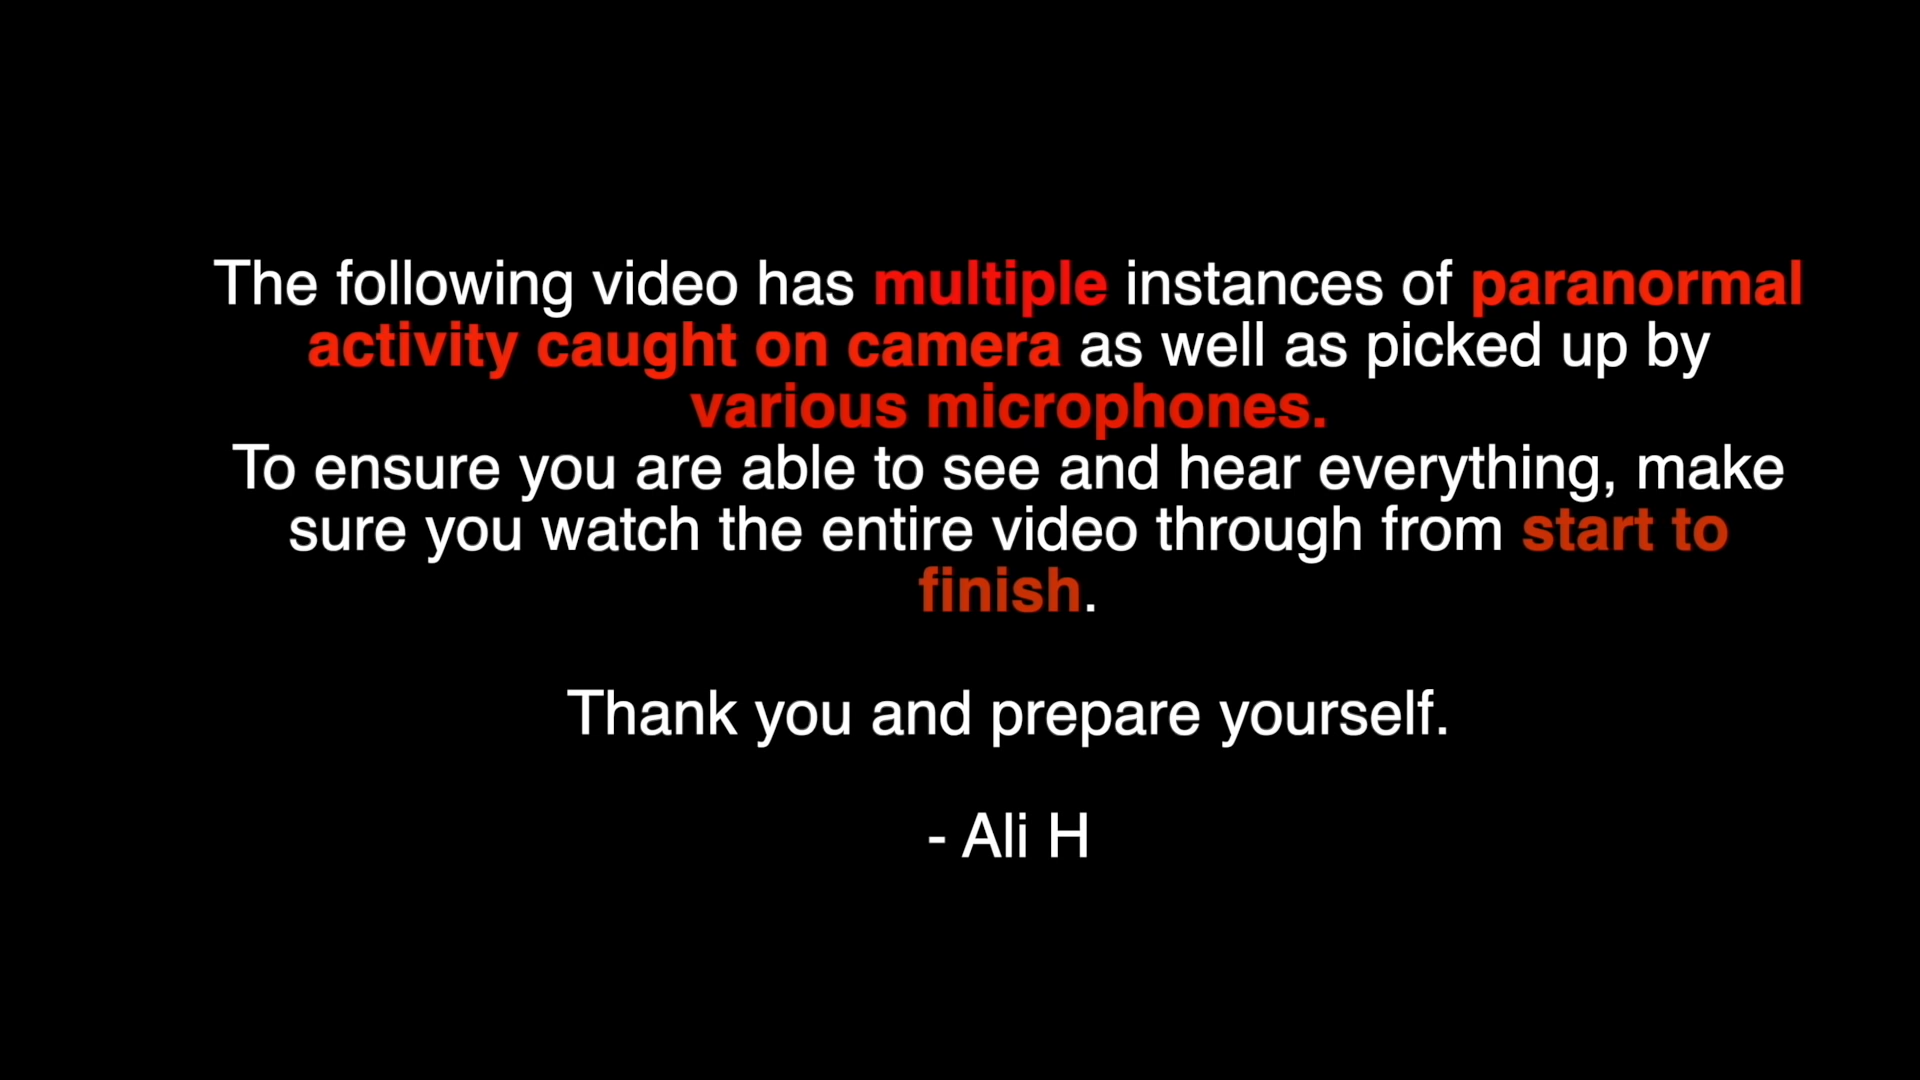 The following video has multiple instances of paranormal
activity caught on camera as well as picked up by
various microphones.
To ensure you are able to see and hear everything, make
sure you watch the entire video through from start to
finish.
Thank you and prepare yourself.
- Ali H